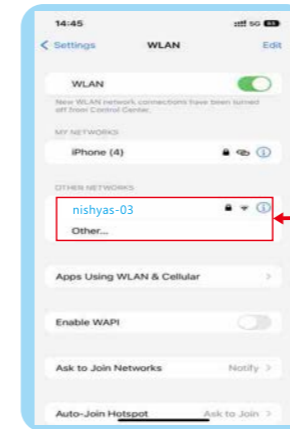 14:45
5G 83
Settings
WLAN
Edit
WLAN
New WLAN network connections have been turned
off from Control Center.
MY NETWORKS
iPhone (4)
OTHER NETWORKS
nishyas-03
Other...
Apps Using WLAN & Cellular
Enable WAPI
Ask to Join Networks
Notify
Auto-Join Hotspot
Ask to Join